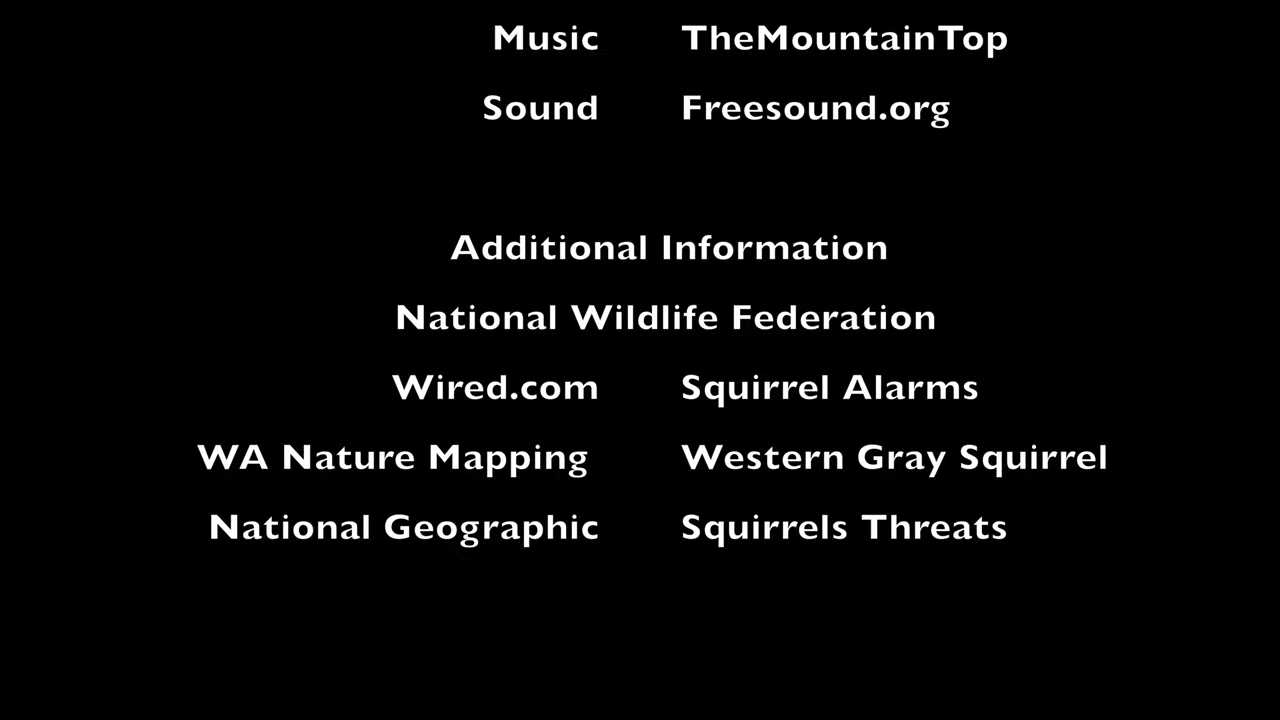 Music TheMountainTop
Sound Freesound.org
Additional Information
National Wildlife Federation
Wired.com Squirrel Alarms
WA Nature Mapping Western Gray Squirrel
National Geographic Squirrels Threats